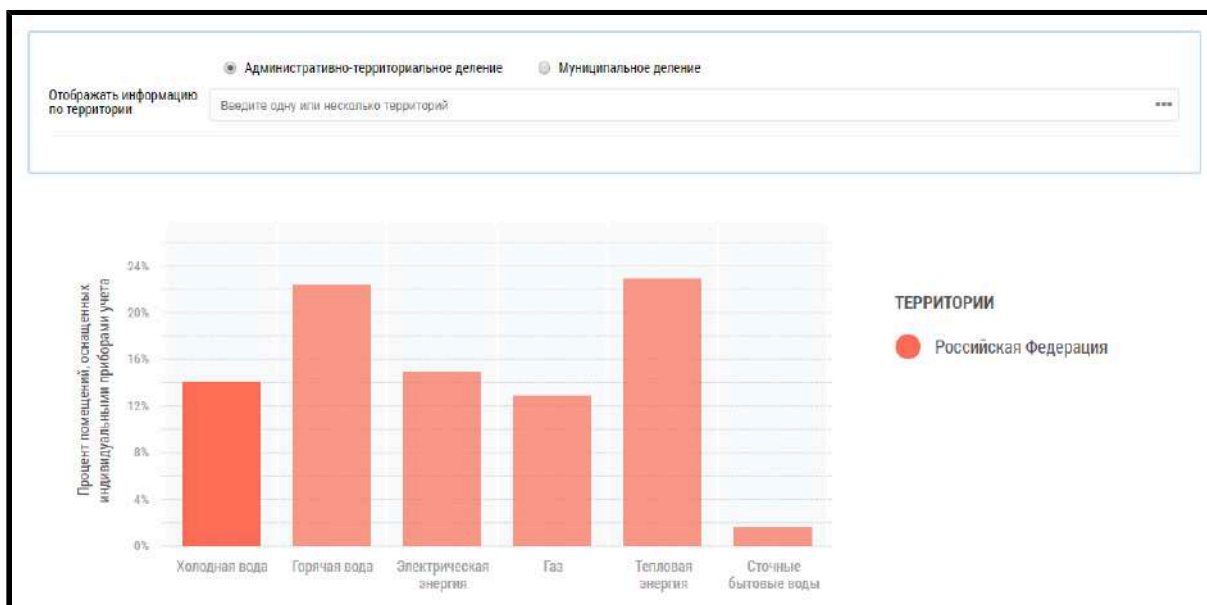 Административно-территориальное деление Муниципальное деление
Отображать информацию
по территории
Введите одну или несколько территорий
Процент помещений, оснащенных
индивидуальными приборами учета
24%
20%
16%
12%
8%
4%
0%
Холодная вода Горячая вода Электрическая
энергия
Газ Тепловая
энергия
Сточные
бытовые воды
ТЕРРИТОРИИ
Российская Федерация